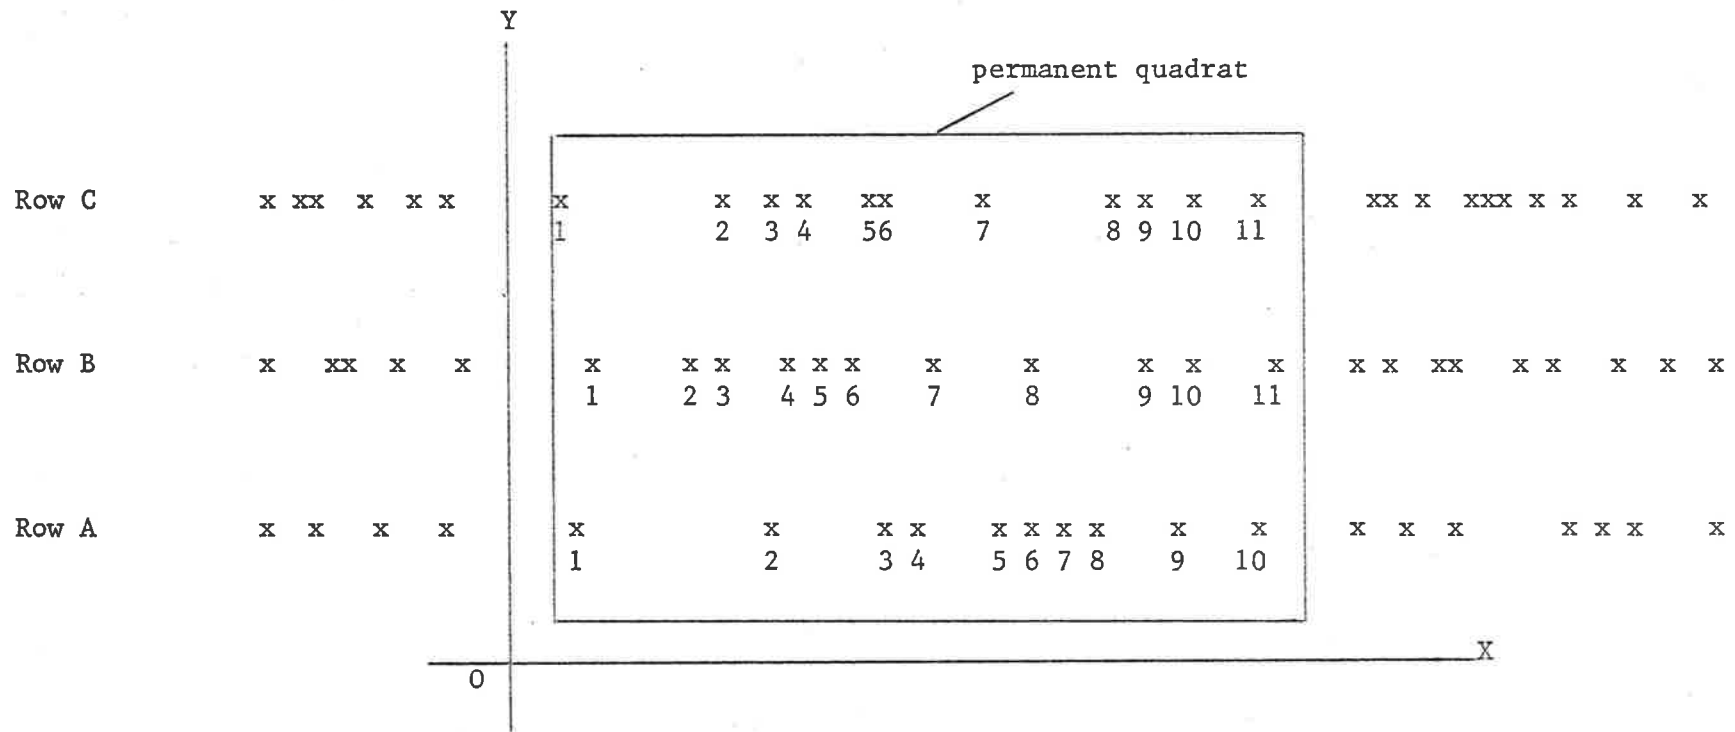 Y
permanent quadrat
Row C x xx x x x x x x x xx x x x x x xx x xxx x x x x
1 2 3 4 56 7 8 9 10 11
Row B x xx x x x x x x x x x x x x x x x xx x x x x x
1 2 3 4 5 6 7 8 9 10 11
Row A x x x x x x x x x x x x x x x x x x x x x
1 2 3 4 5 6 7 8 9 10
X
O